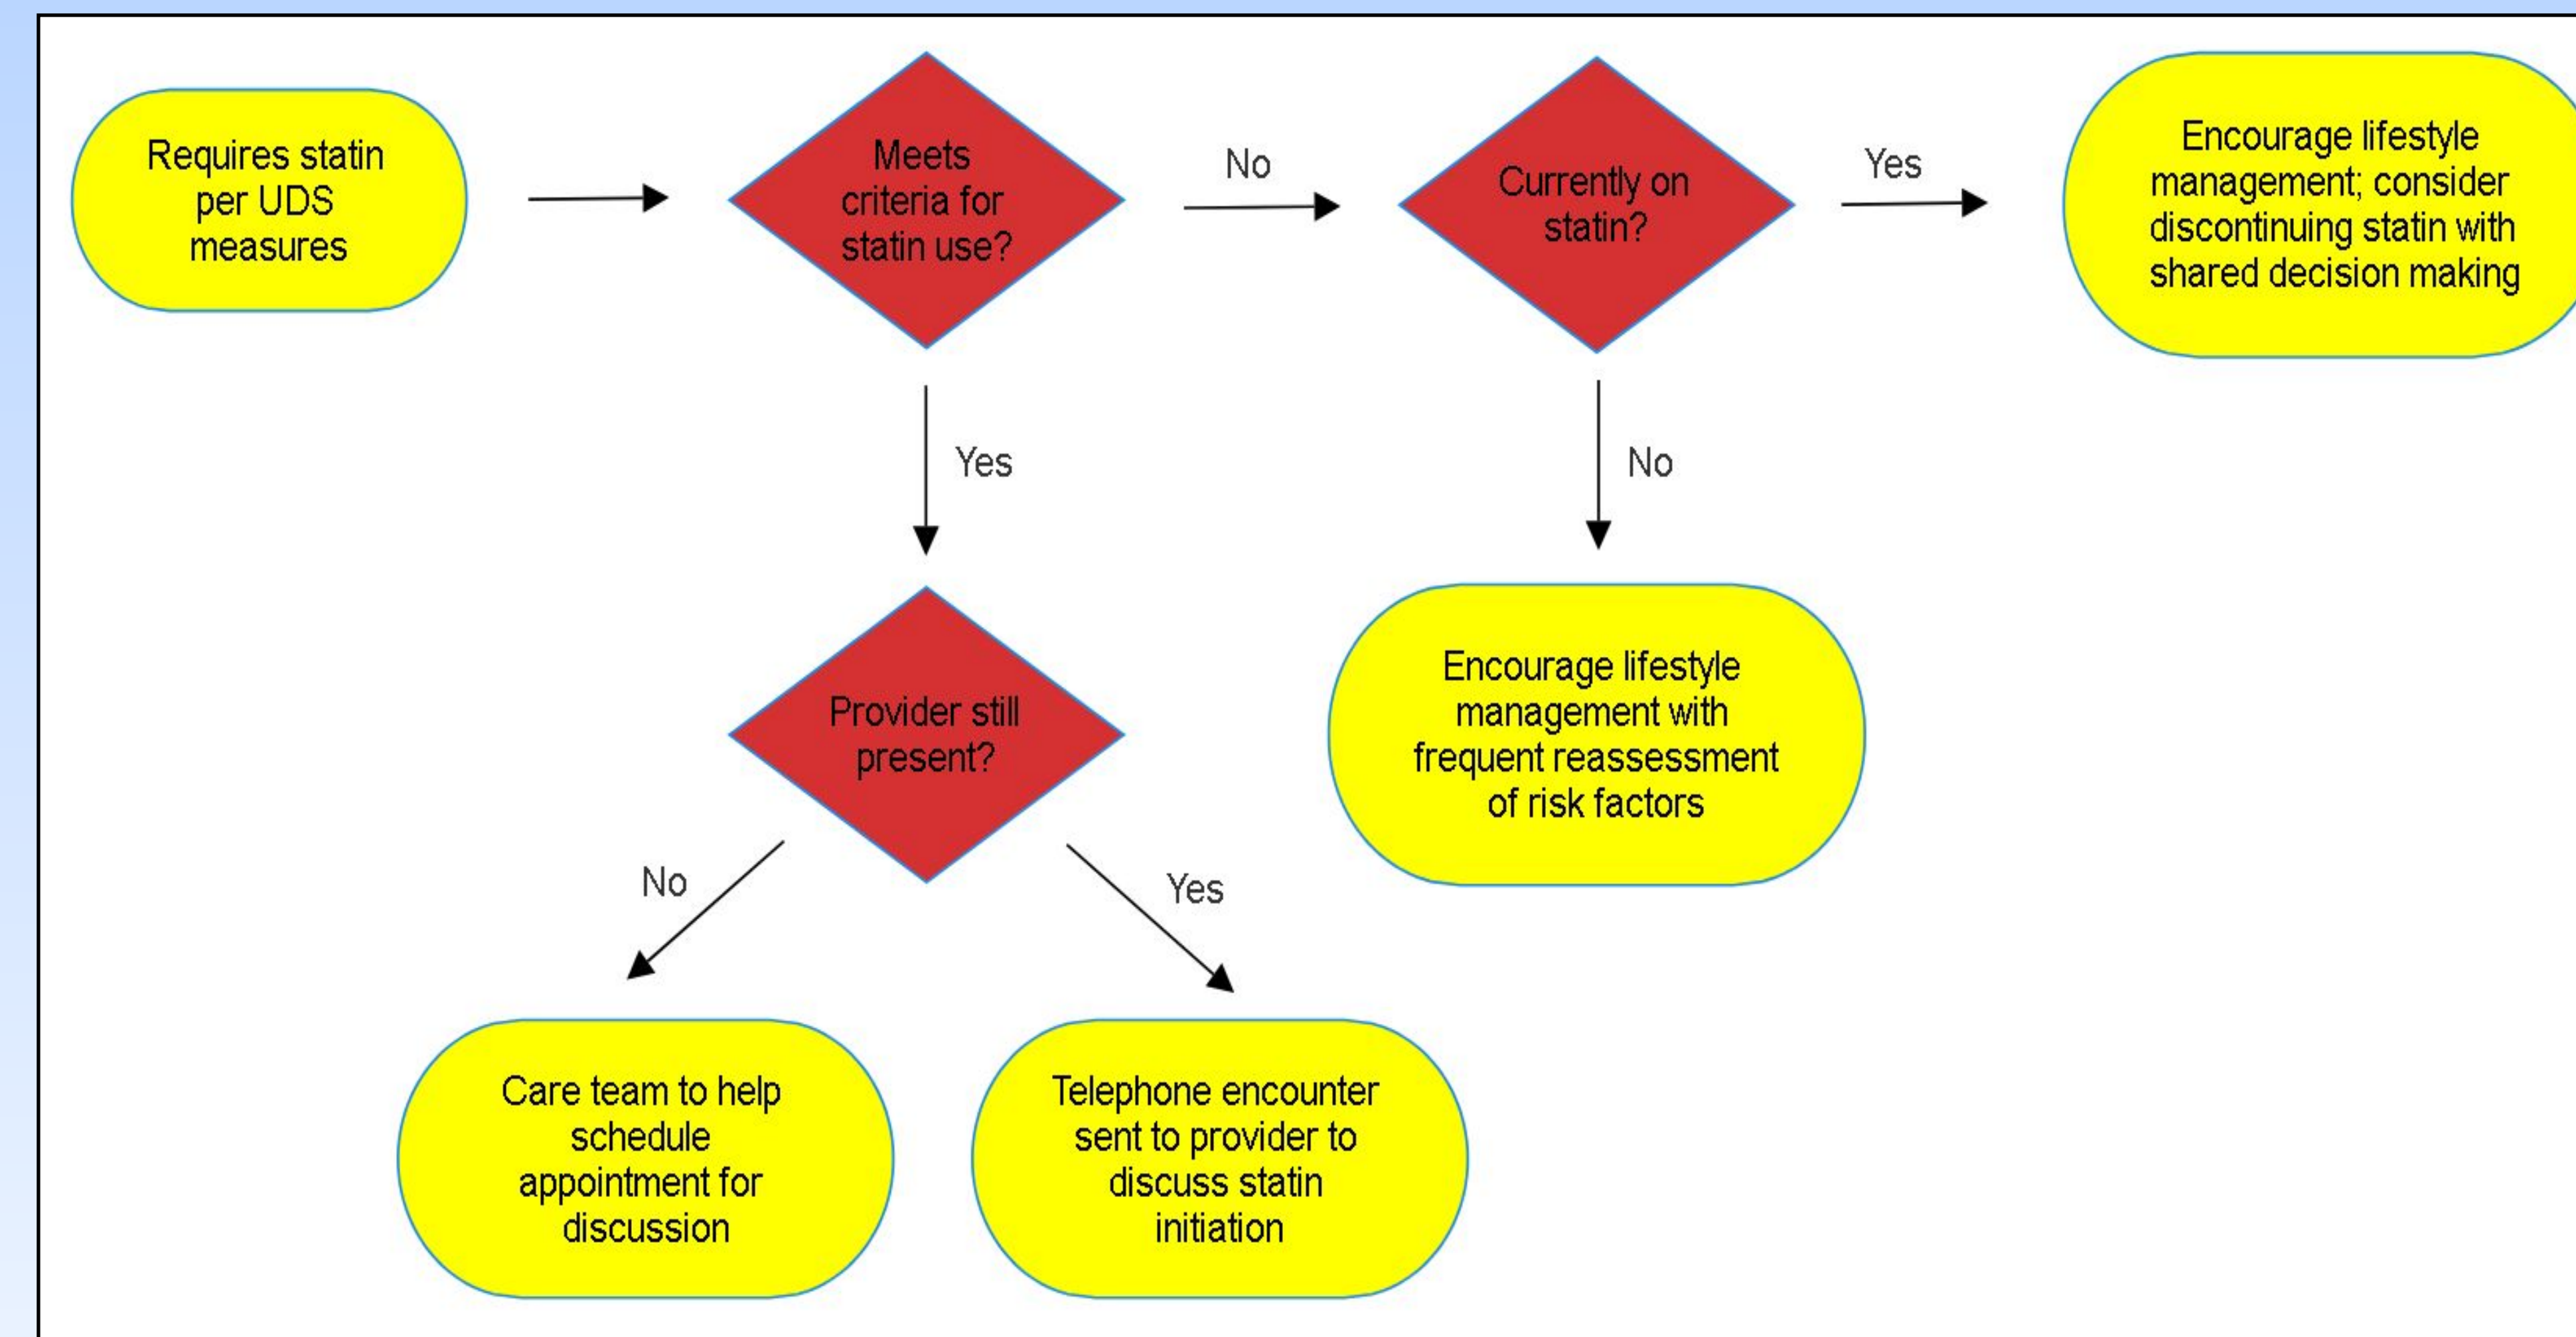 Requires statin
per UDS
measures
Meets
criteria for
statin use?
No
Currently on
statin?
Yes
Encourage lifestyle
management; consider
discontinuing statin with
shared decision making
Yes
No
Provider still
present?
Encourage lifestyle
management with
frequent reassessment
of risk factors
No
Yes
Care team to help
schedule
appointment for
discussion
Telephone encounter
sent to provider to
discuss statin
initiation